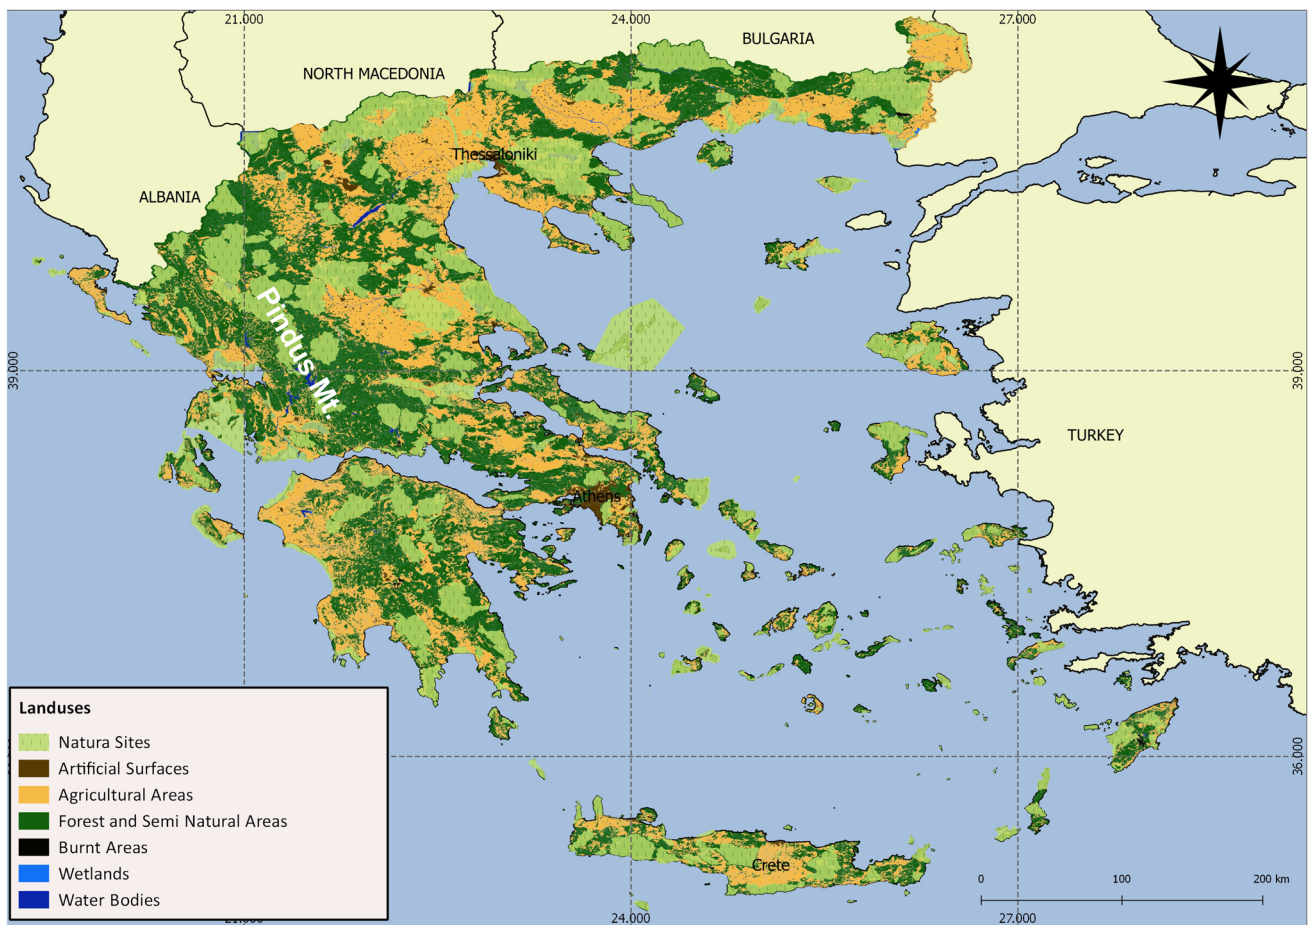 21.000
24.000
27.000
BULGARIA
NORTH MACEDONIA
Thessaloniki
ALBANIA
Pindus Mt.
39.000
39.000
TURKEY
Athens
Landuses
Natura Sites
Artificial Surfaces
Agricultural Areas
Forest and Semi Natural Areas
Burnt Areas
Wetlands
Water Bodies
36.000
Crete
0
100
200 km
21.000
24.000
27.000